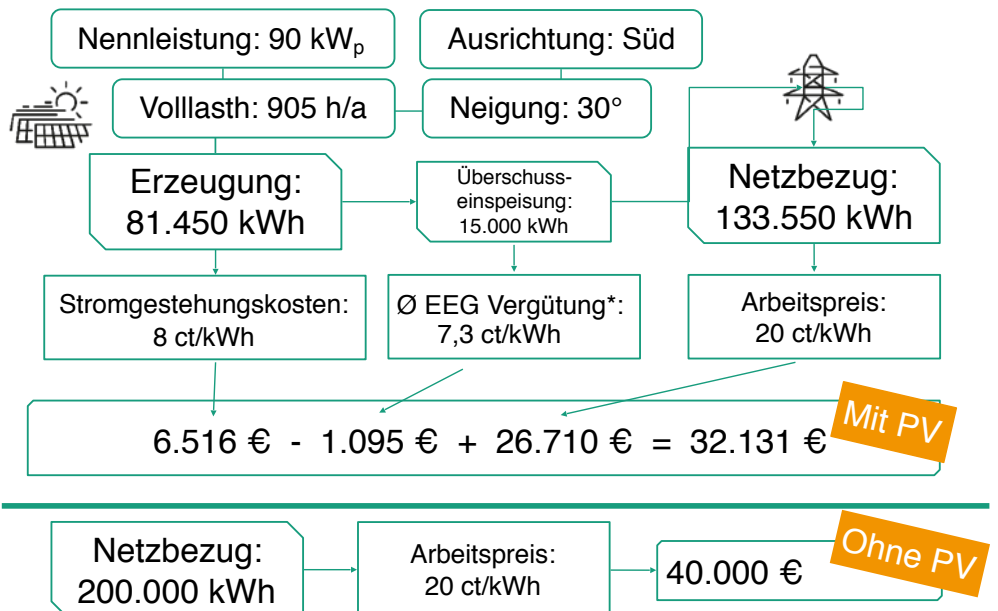 Nennleistung: 90 kWp
Ausrichtung: Süd
Volllasth: 905 h/a
Neigung: 30°
Erzeugung:
81.450 kWh
Überschuss-
einspeisung:
15.000 kWh
Netzbezug:
133.550 kWh
Stromgestehungskosten:
8 ct/kWh
Ø EEG Vergütung*:
7,3 ct/kWh
Arbeitspreis:
20 ct/kWh
6.516 € - 1.095 € + 26.710 € = 32.131 €
Mit PV
Netzbezug:
200.000 kWh
Arbeitspreis:
20 ct/kWh
40.000 €
Ohne PV